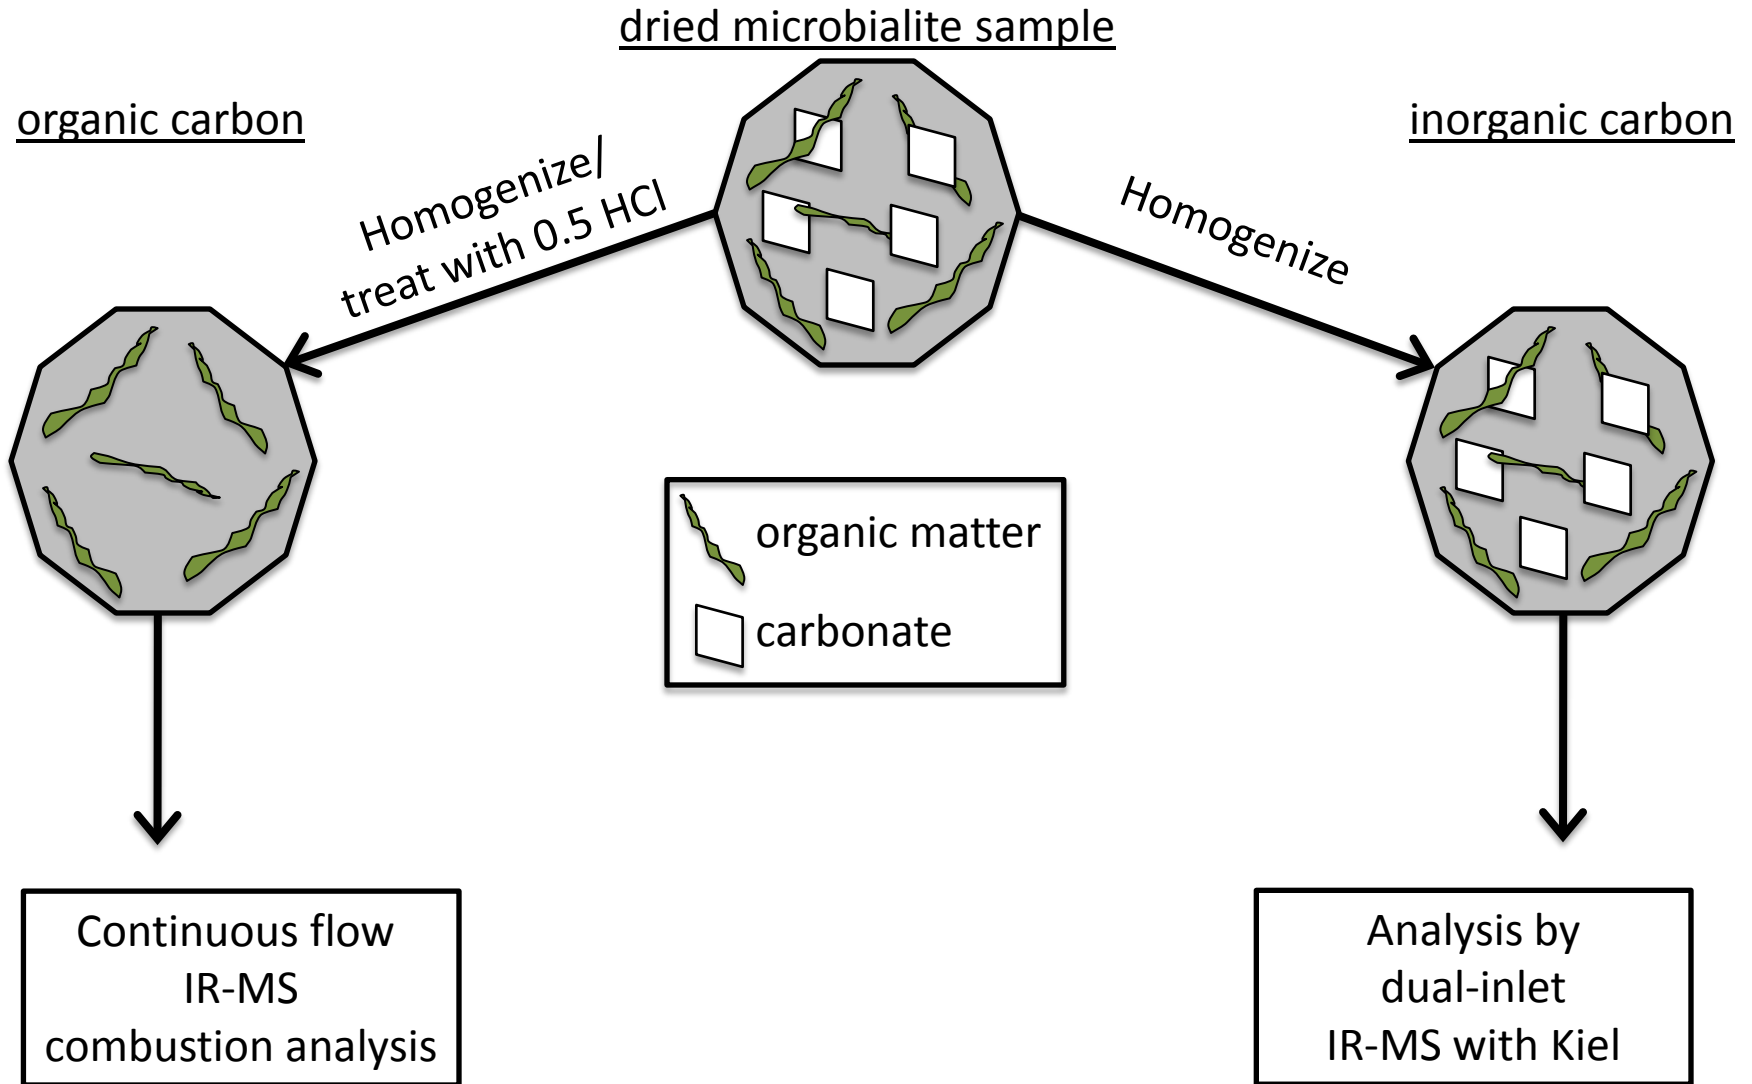 dried microbialite sample
organic carbon
inorganic carbon
Homogenize/
treat with 0.5 HCl
Homogenize
organic matter
carbonate
Continuous flow
IR-MS
combustion analysis
Analysis by
dual-inlet
IR-MS with Kiel